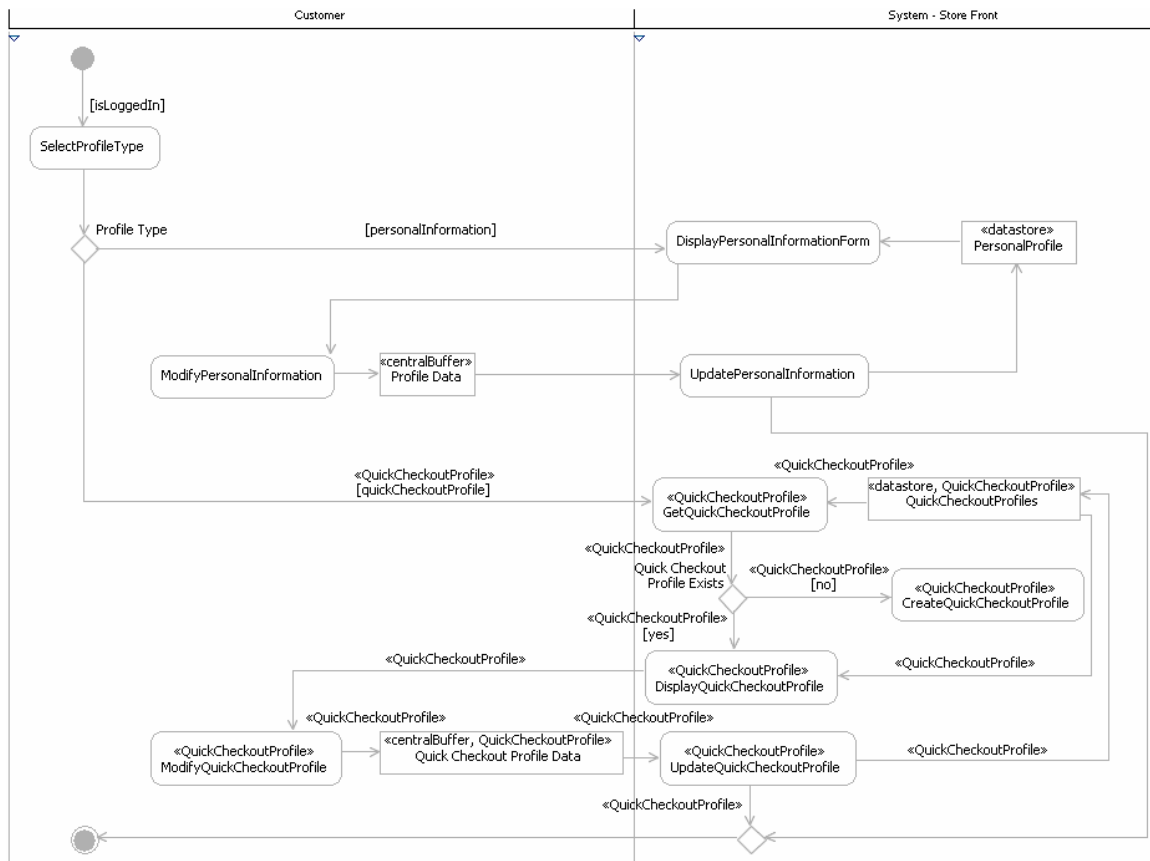 Customer
System - Store Front
[isLoggedIn]
SelectProfileType
Profile Type
[personalInformation]
DisplayPersonalInformationForm
«datastore»
PersonalProfile
ModifyPersonalInformation
«centralBuffer»
Profile Data
UpdatePersonalInformation
«QuickCheckoutProfile»
[quickCheckoutProfile]
«QuickCheckoutProfile»
«QuickCheckoutProfile»
GetQuickCheckoutProfile
«datastore, QuickCheckoutProfile»
QuickCheckoutProfiles
«QuickCheckoutProfile»
Quick Checkout
Profile Exists
«QuickCheckoutProfile»
[no]
«QuickCheckoutProfile»
CreateQuickCheckoutProfile
«QuickCheckoutProfile»
[yes]
«QuickCheckoutProfile»
«QuickCheckoutProfile»
DisplayQuickCheckoutProfile
«QuickCheckoutProfile»
«QuickCheckoutProfile»
«QuickCheckoutProfile»
«QuickCheckoutProfile»
ModifyQuickCheckoutProfile
«centralBuffer, QuickCheckoutProfile»
Quick Checkout Profile Data
«QuickCheckoutProfile»
UpdateQuickCheckoutProfile
«QuickCheckoutProfile»
«QuickCheckoutProfile»